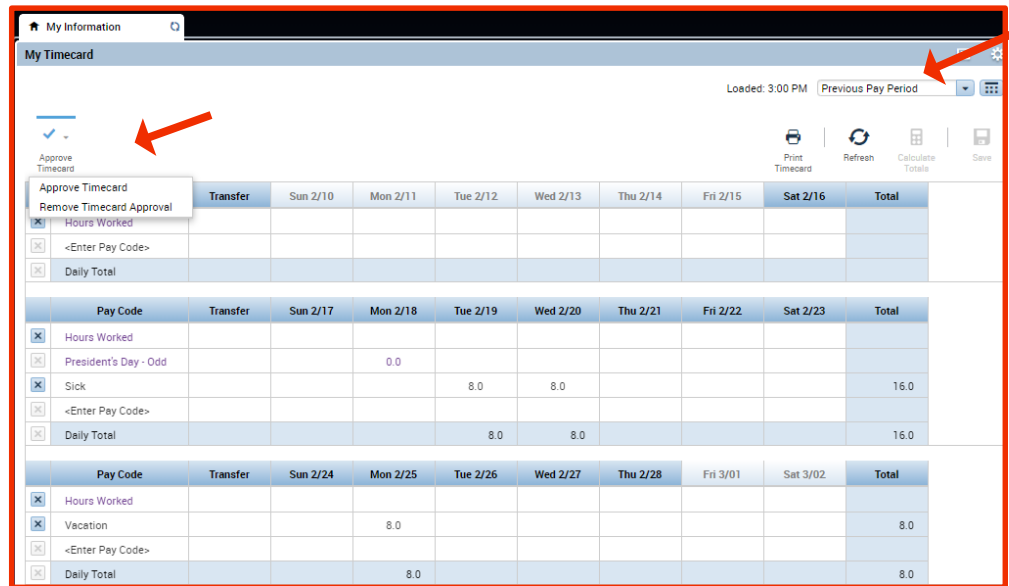 My Information
My Timecard
Loaded: 3:00 PM Previous Pay Period
Approve Timecard
Print Timecard
Refresh
Calculate Totals
Save
Approve Timecard
Remove Timecard Approval
Transfer Sun 2/10 Mon 2/11 Tue 2/12 Wed 2/13 Thu 2/14 Fri 2/15 Sat 2/16 Total
Hours Worked
<Enter Pay Code>
Daily Total
Pay Code Transfer Sun 2/17 Mon 2/18 Tue 2/19 Wed 2/20 Thu 2/21 Fri 2/22 Sat 2/23 Total
Hours Worked
President's Day - Odd 0.0
Sick 8.0 8.0 16.0
<Enter Pay Code>
Daily Total 8.0 8.0 16.0
Pay Code Transfer Sun 2/24 Mon 2/25 Tue 2/26 Wed 2/27 Thu 2/28 Fri 3/01 Sat 3/02 Total
Hours Worked
Vacation 8.0 8.0
<Enter Pay Code>
Daily Total 8.0 8.0